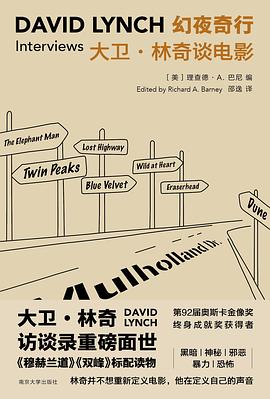 DAVID LYNCH 幻夜奇行
Interviews 大卫·林奇谈电影
[美] 理查德·A. 巴尼 编
Edited by Richard A. Barney 邵逸 译
The Elephant Man
Lost Highway
Twin Peaks
Wild at Heart
Blue Velvet
Eraserhead
Dune
Mulholland Dr.
大卫·林奇 DAVID LYNCH
访谈录重磅面世
《穆赫兰道》《双峰》标配读物
第92届奥斯卡金像奖
终身成就奖获得者
黑暗|神秘|邪恶
暴力|恐怖
南京大学出版社
林奇并不想重新定义电影，他在定义自己的声音